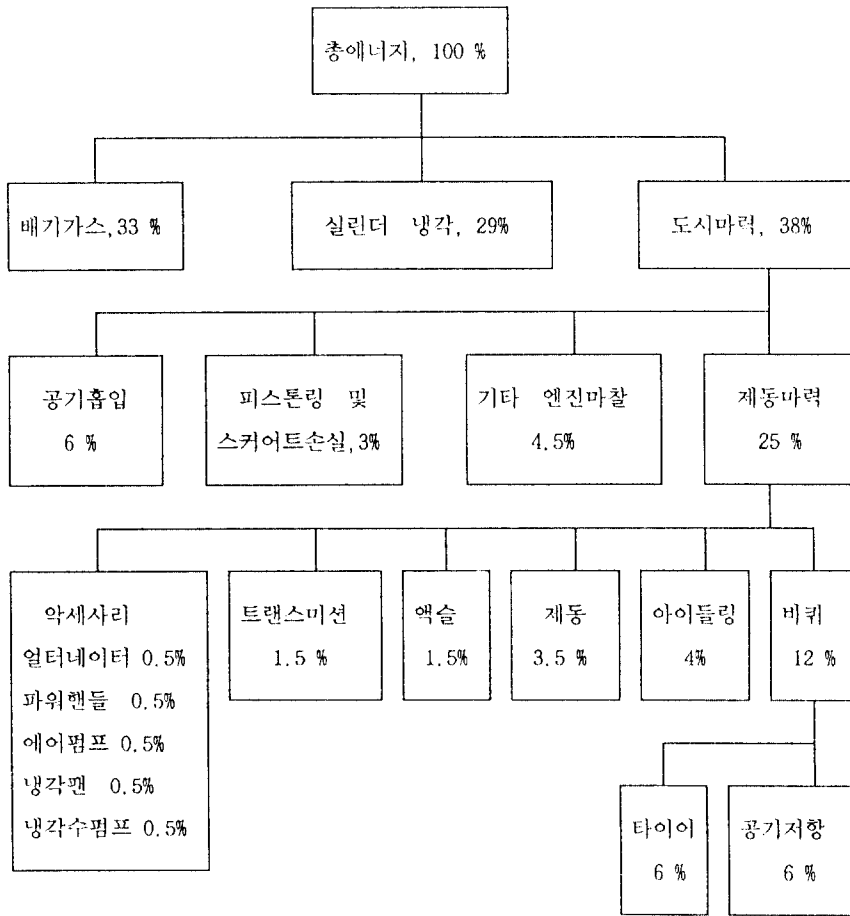 총에너지, 100 %
배기가스, 33 %
실린더 냉각, 29%
도시마력, 38%
공기흡입
6 %
피스톤링 및
스커어트손실, 3%
기타 엔진마찰
4.5%
제동마력
25 %
악세사리
얼터네이터 0.5%
파워핸들 0.5%
에어펌프 0.5%
냉각팬 0.5%
냉각수펌프 0.5%
트랜스미션
1.5 %
액슬
1.5%
제동
3.5 %
아이들링
4%
바퀴
12 %
타이어
6 %
공기저항
6 %